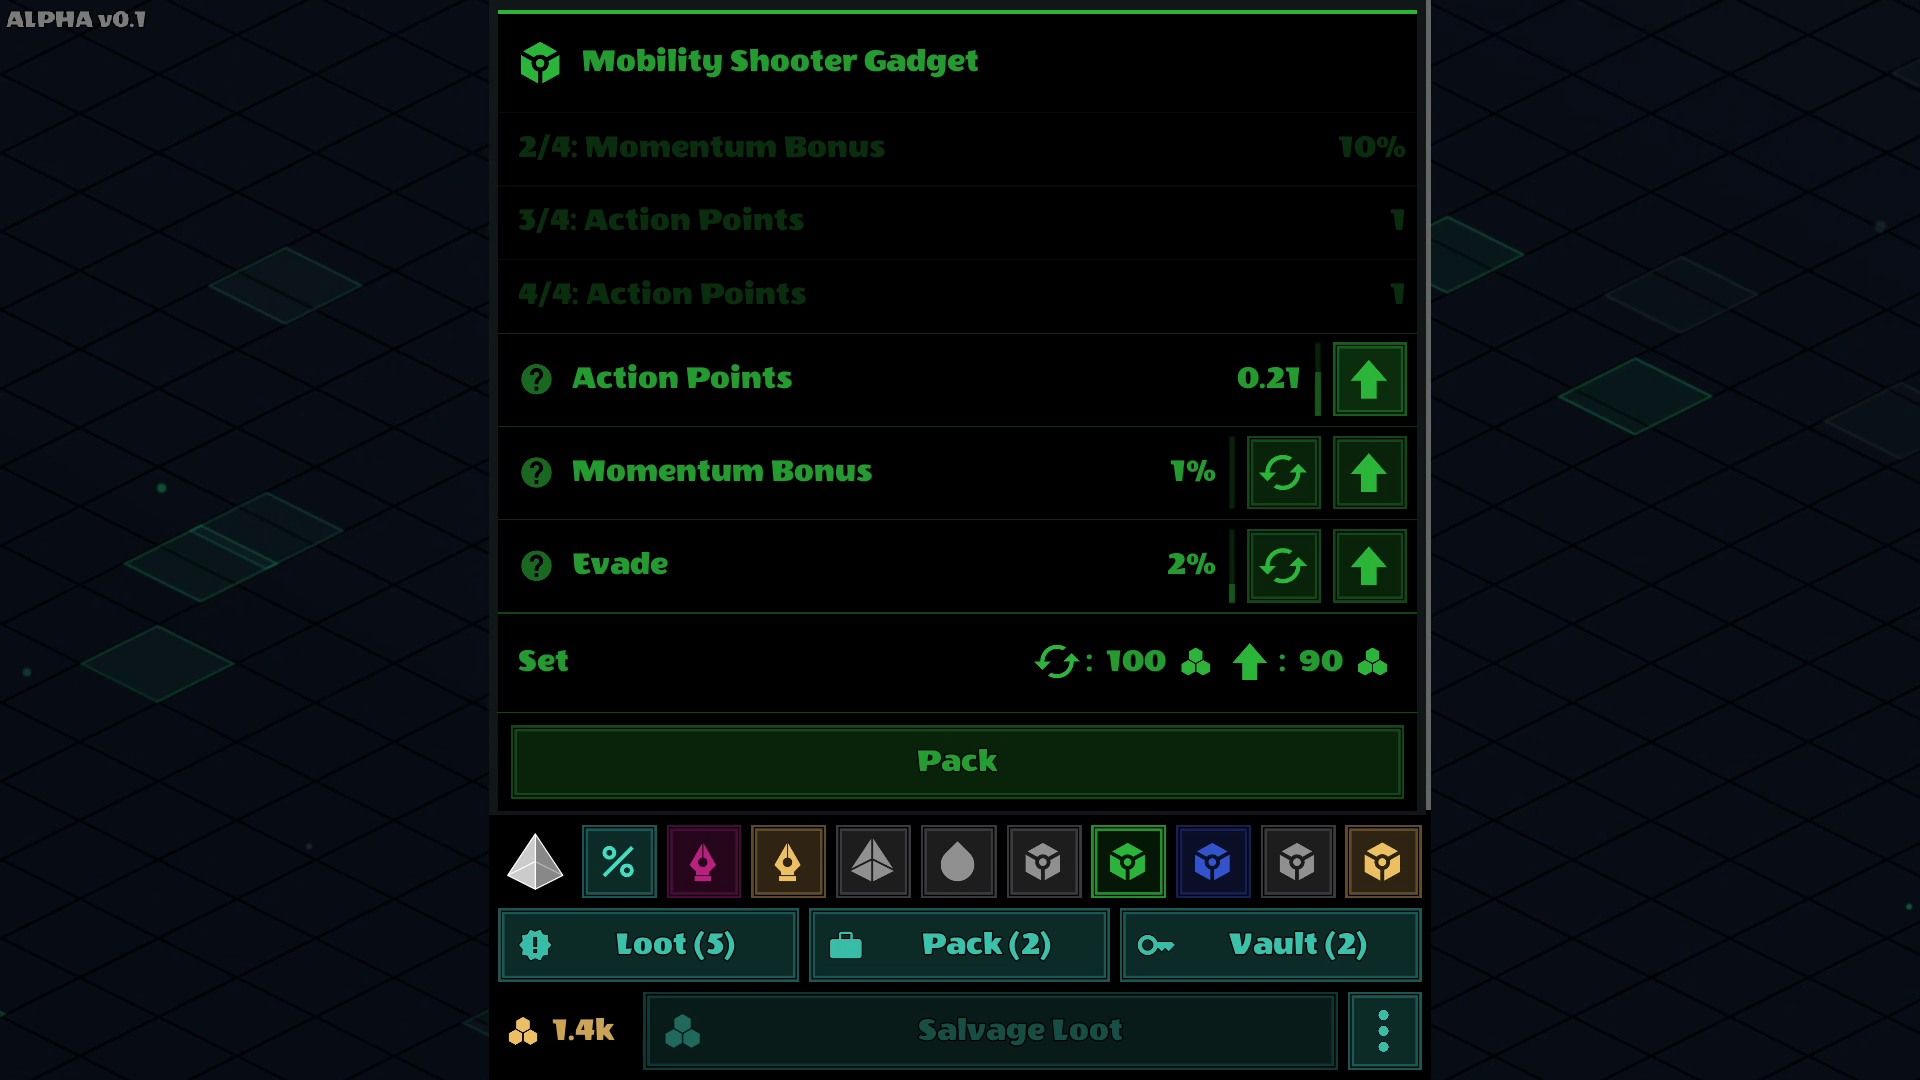 ALPHA v0.1
Mobility Shooter Gadget
2/4: Momentum Bonus 10%
3/4: Action Points 1
4/4: Action Points 1
? Action Points 0.21
? Momentum Bonus 1%
? Evade 2%
Set : 100 : 90
Pack
%
Loot (5) Pack (2) Vault (2)
1.4k Salvage Loot